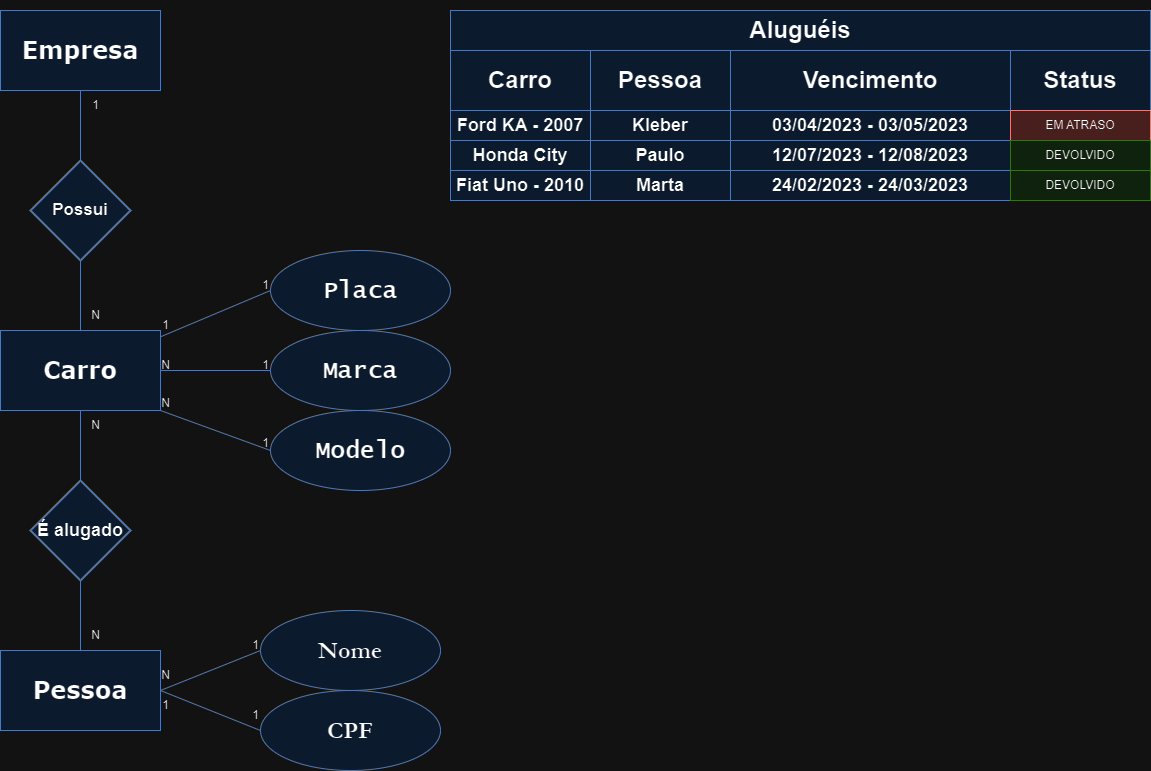 Empresa
1
Possui
N
Carro
1
1
Placa
N
1
Marca
N
1
Modelo
N
É alugado
N
Pessoa
N
1
Nome
1
1
CPF
Aluguéis
Carro Pessoa Vencimento Status
Ford KA - 2007 Kleber 03/04/2023 - 03/05/2023 EM ATRASO
Honda City Paulo 12/07/2023 - 12/08/2023 DEVOLVIDO
Fiat Uno - 2010 Marta 24/02/2023 - 24/03/2023 DEVOLVIDO